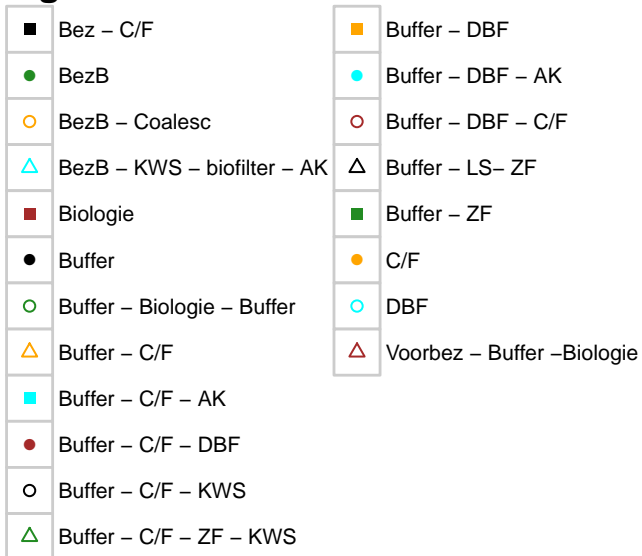 Bez – C/F
BezB
BezB – Coalesc
BezB – KWS – biofilter – AK
Biologie
Buffer
Buffer – Biologie – Buffer
Buffer – C/F
Buffer – C/F – AK
Buffer – C/F – DBF
Buffer – C/F – KWS
Buffer – C/F – ZF – KWS
Buffer – DBF
Buffer – DBF – AK
Buffer – DBF – C/F
Buffer – LS– ZF
Buffer – ZF
C/F
DBF
Voorbez – Buffer –Biologie